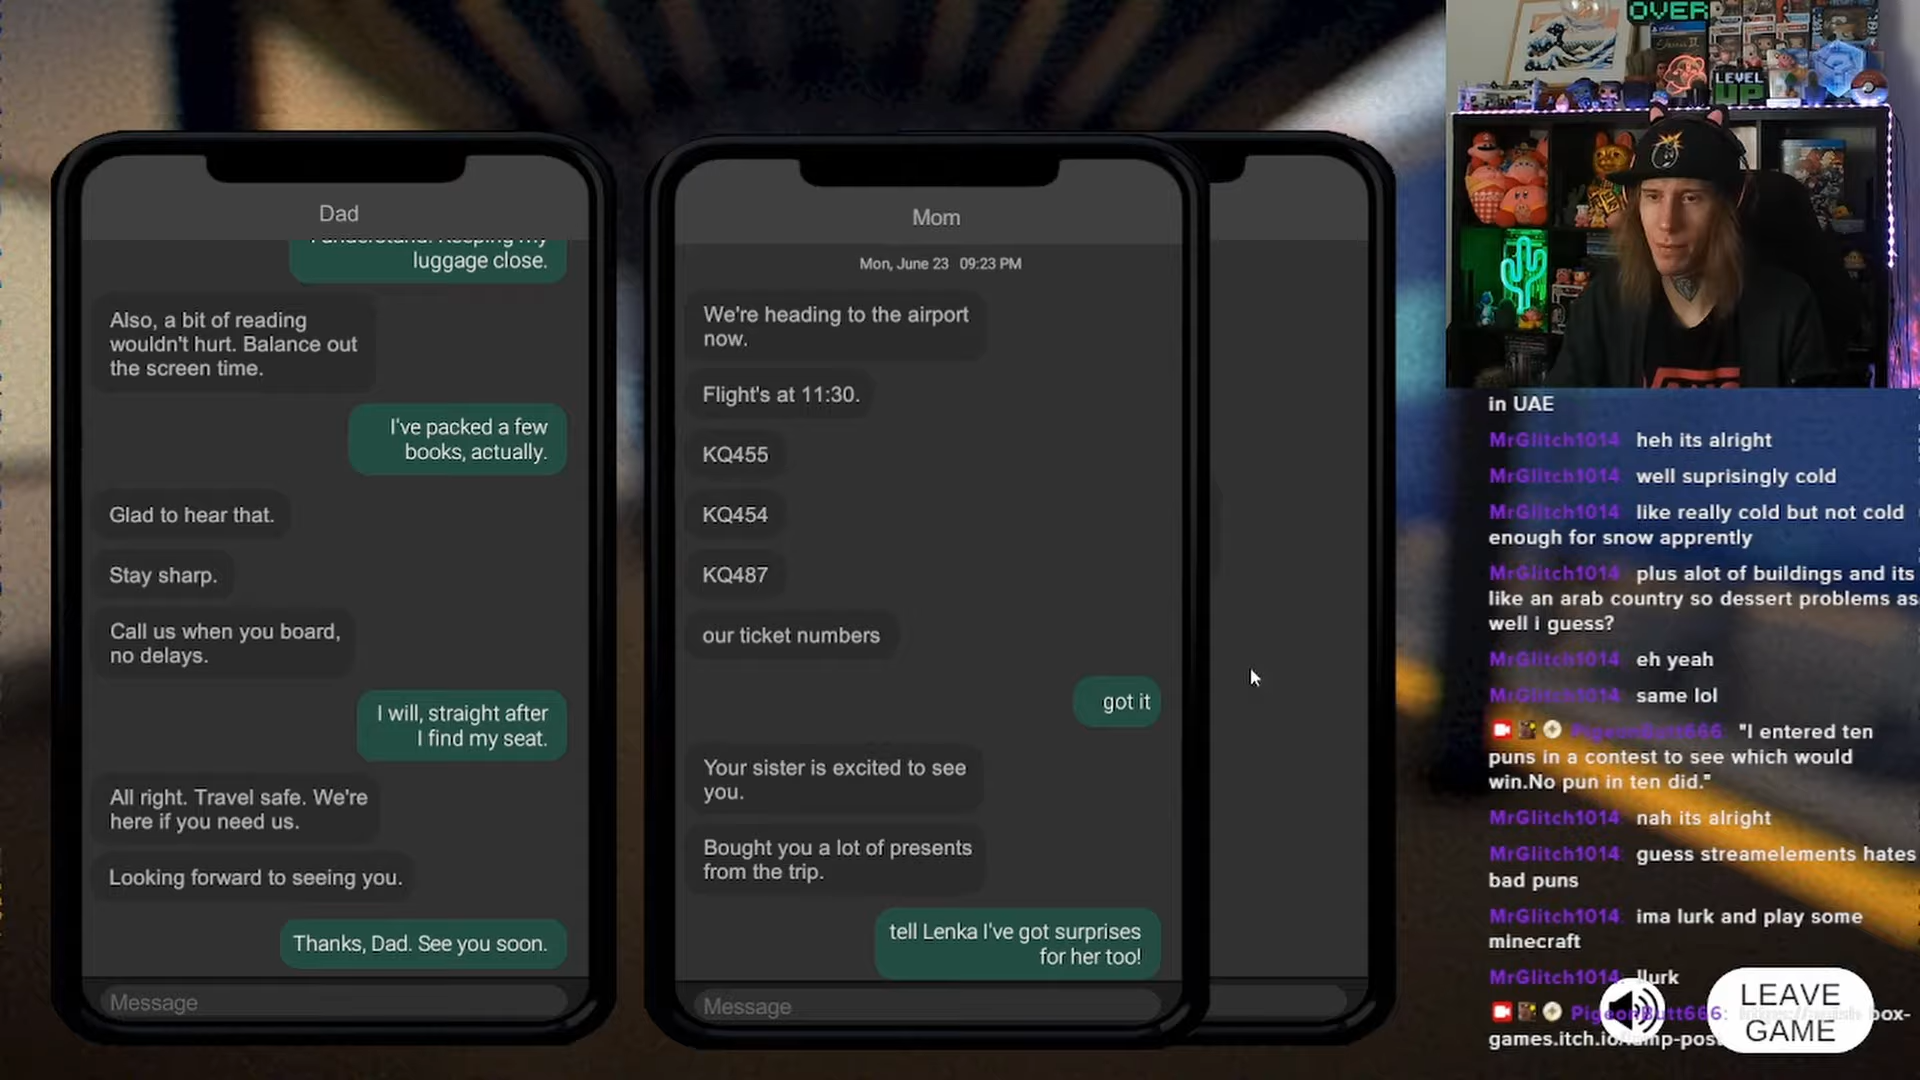 Dad
luggage close.
Also, a bit of reading
wouldn't hurt. Balance out
the screen time.
I've packed a few
books, actually.
Glad to hear that.
Stay sharp.
Call us when you board,
no delays.
I will, straight after
I find my seat.
All right. Travel safe. We're
here if you need us.
Looking forward to seeing you.
Thanks, Dad. See you soon.
Message
Mom
Mon, June 23 09:23 PM
We're heading to the airport
now.
Flight's at 11:30.
KQ455
KQ454
KQ487
our ticket numbers
got it
Your sister is excited to see
you.
Bought you a lot of presents
from the trip.
tell Lenka I've got surprises
for her too!
Message
OVER
LEVEL
UP
in UAE
MrGlitch1014 heh its alright
MrGlitch1014 well suprisingly cold
MrGlitch1014 like really cold but not cold
enough for snow apprently
MrGlitch1014 plus alot of buildings and its
like an arab country so dessert problems as
well i guess?
MrGlitch1014 eh yeah
MrGlitch1014 same lol
PigeonButt666: "I entered ten
puns in a contest to see which would
win.No pun in ten did."
MrGlitch1014 nah its alright
MrGlitch1014 guess streamelements hates
bad puns
MrGlitch1014 ima lurk and play some
minecraft
MrGlitch1014 !lurk
PigeonButt666: box-
LEAVE
GAME